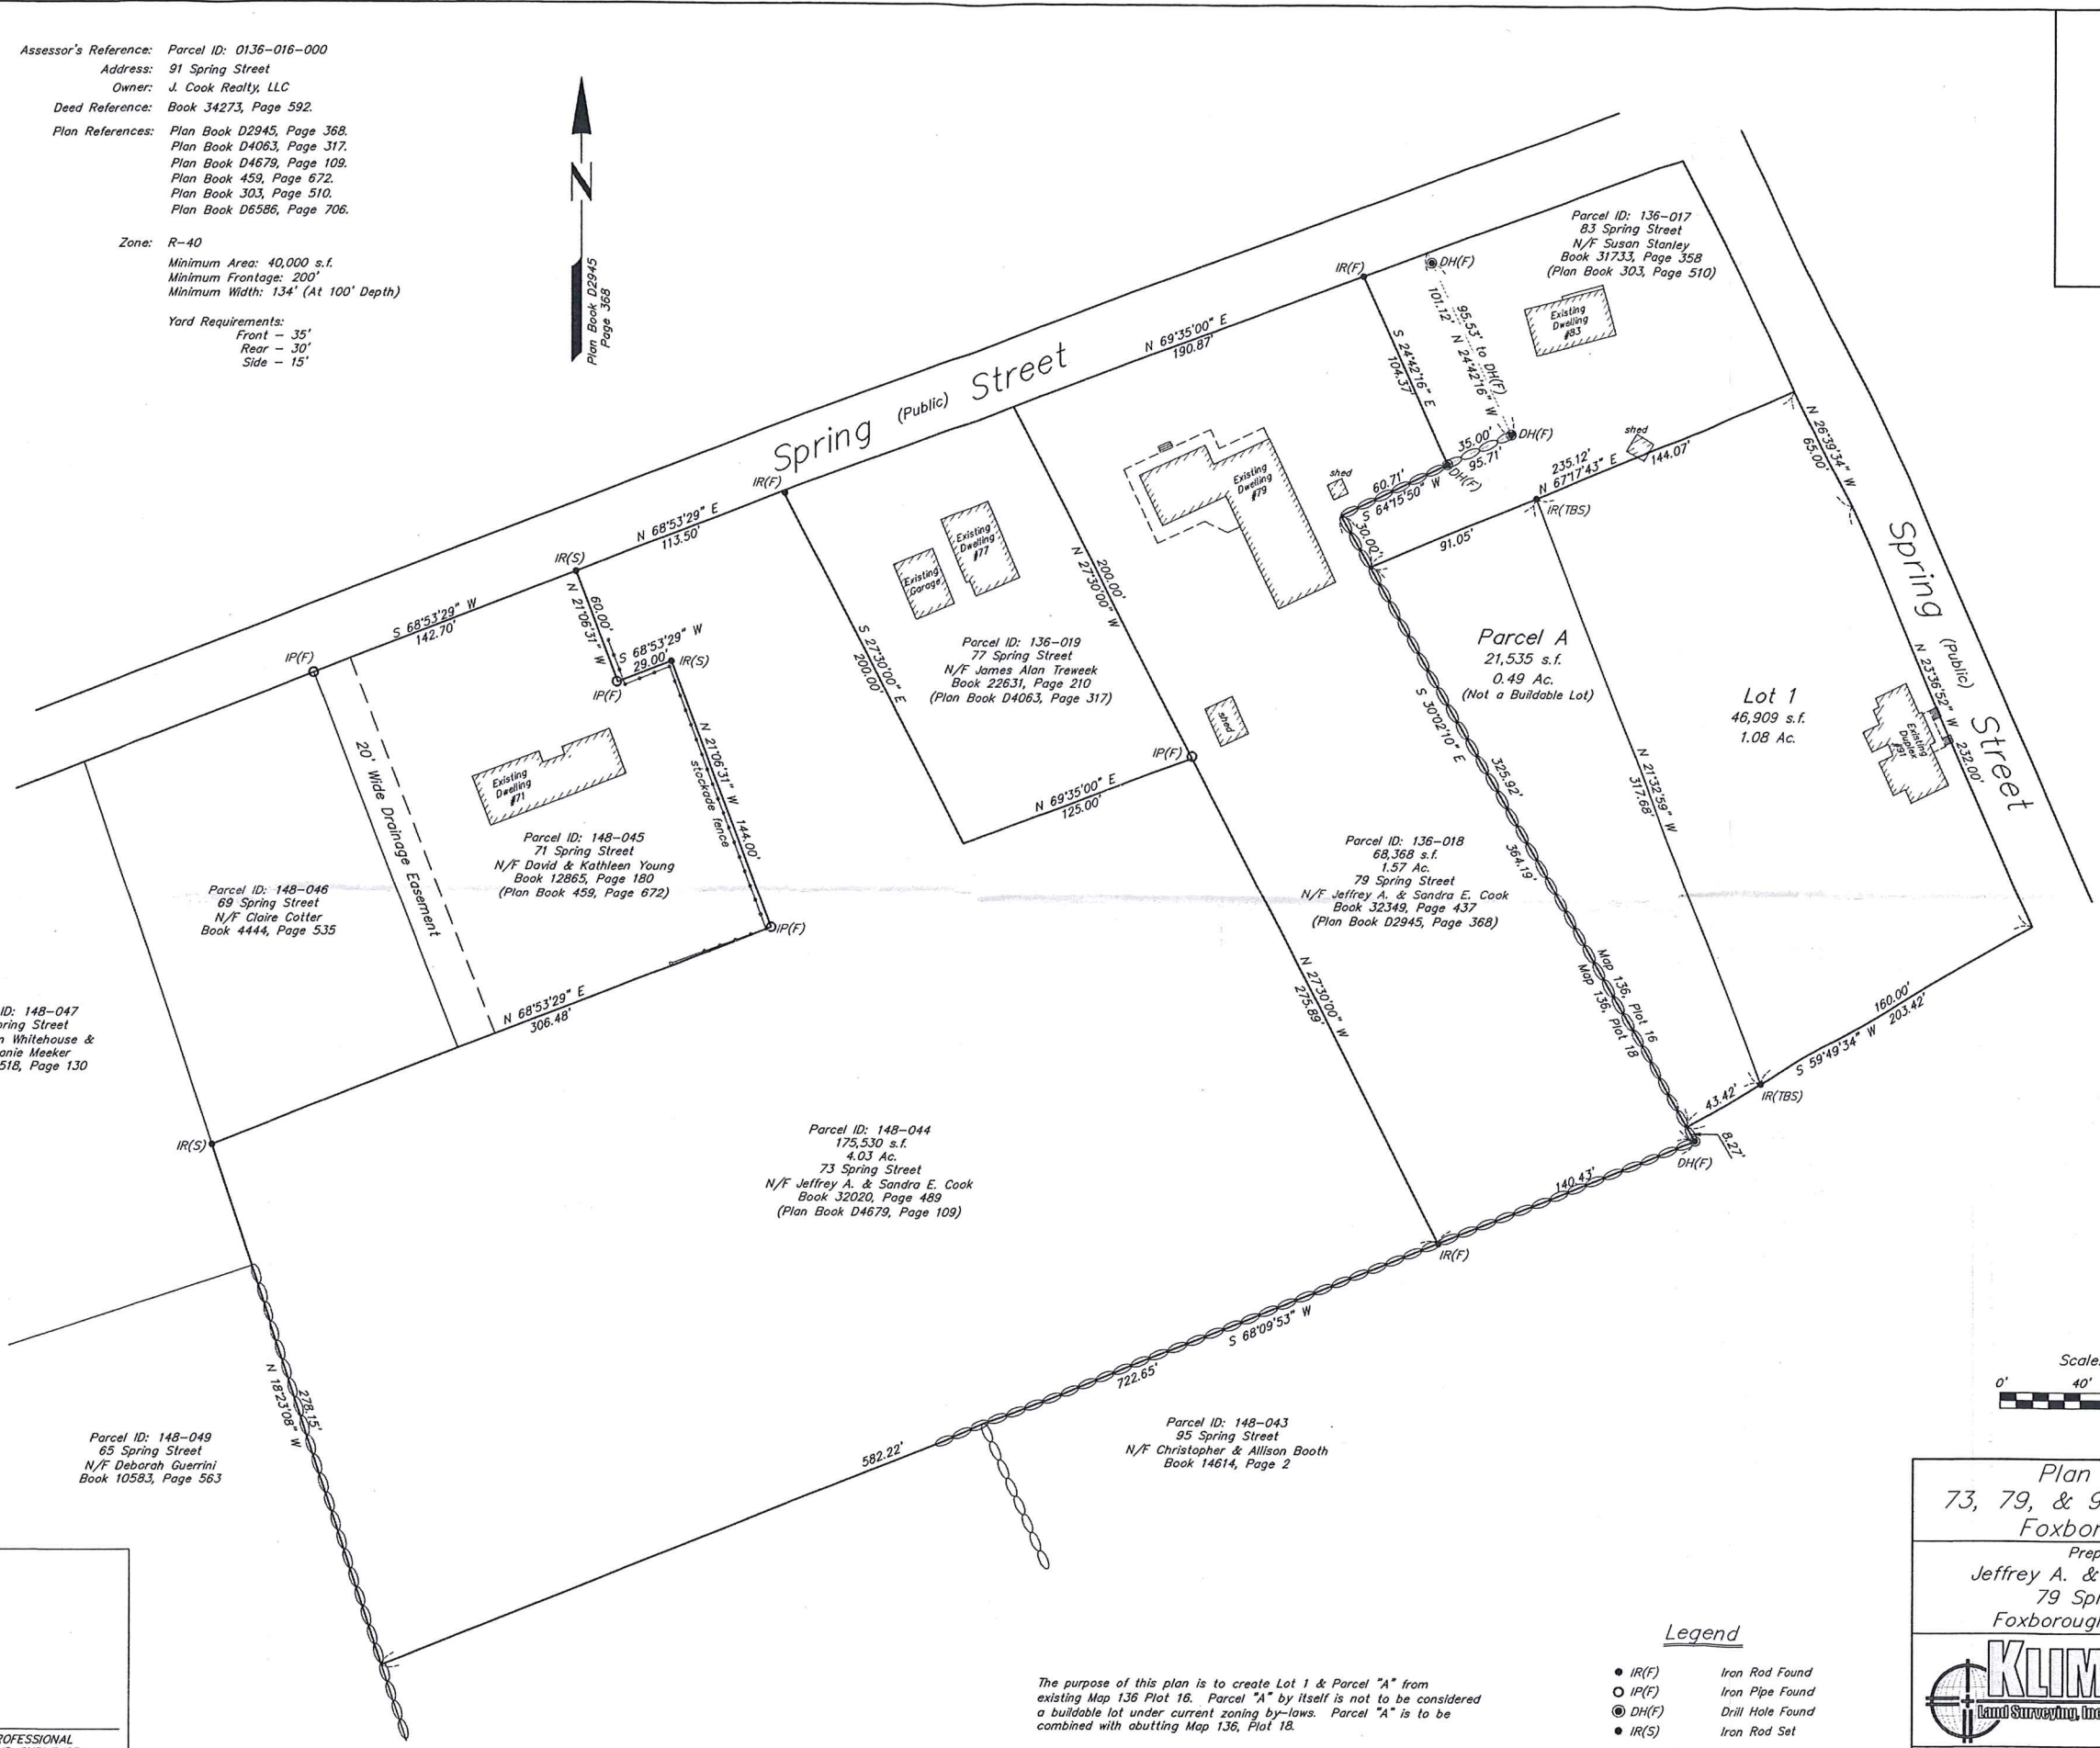 Assessor's Reference: Parcel ID: 0136-016-000
Address: 91 Spring Street
Owner: J. Cook Realty, LLC
Deed Reference: Book 34273, Page 592.
Plan References: Plan Book D2945, Page 368.
Plan Book D4063, Page 317.
Plan Book D4679, Page 109.
Plan Book 459, Page 672.
Plan Book 303, Page 510.
Plan Book D6586, Page 706.
Zone: R-40
Minimum Area: 40,000 s.f.
Minimum Frontage: 200'
Minimum Width: 134' (At 100' Depth)
Yard Requirements:
Front - 35'
Rear - 30'
Side - 15'
N
Plan Book D2945
Page 368
Spring (Public) Street
Parcel ID: 136-017
83 Spring Street
N/F Susan Stanley
Book 31733, Page 358
(Plan Book 303, Page 510)
Existing
Dwelling
#83
IR(F)
DH(F)
N 69°35'00" E
190.87'
S 24°42'16" E
104.37'
95.53' to DH(F)
101.12' N 24°42'16" W
DH(F)
35.00'
95.71'
DH(F)
60.71'
S 64°15'50" W
30.00'
shed
shed
235.12'
N 67°17'43" E
144.07'
91.05'
IR(TBS)
N 26°39'34" W
65.00'
Spring (Public) Street
N 23°36'52" W
232.00'
Existing
Duplex
#91
Existing
Dwelling
#79
IR(F)
N 68°53'29" E
113.50'
IR(S)
60.00'
N 21°06'31" W
S 68°53'29" W
29.00'
IR(S)
IP(F)
S 68°53'29" W
142.70'
IP(F)
20' Wide Drainage Easement
Existing
Dwelling
#71
N 21°06'31" W 144.00'
stockade fence
IP(F)
Parcel ID: 148-045
71 Spring Street
N/F David & Kathleen Young
Book 12865, Page 180
(Plan Book 459, Page 672)
N 68°53'29" E
306.48'
Parcel ID: 148-046
69 Spring Street
N/F Claire Cotter
Book 4444, Page 535
Existing
Garage
Existing
Dwelling
#77
S 27°30'00" E
200.00'
200.00'
N 27°30'00" W
Parcel ID: 136-019
77 Spring Street
N/F James Alan Treweek
Book 22631, Page 210
(Plan Book D4063, Page 317)
N 69°35'00" E
125.00'
IP(F)
shed
Parcel A
21,535 s.f.
0.49 Ac.
(Not a Buildable Lot)
Lot 1
46,909 s.f.
1.08 Ac.
S 30°02'10" E
325.92'
364.19'
N 21°32'59" W
317.68'
Parcel ID: 136-018
68,368 s.f.
1.57 Ac.
79 Spring Street
N/F Jeffrey A. & Sandra E. Cook
Book 32349, Page 437
(Plan Book D2945, Page 368)
N 27°30'00" W
275.89'
Map 136, Plot 16
Map 136, Plot 18
160.00'
S 59°49'34" W 203.42'
43.42'
IR(TBS)
8.27'
DH(F)
140.43'
IR(F)
ID: 148-047
Spring Street
n Whitehouse &
anie Meeker
518, Page 130
IR(S)
Parcel ID: 148-044
175,530 s.f.
4.03 Ac.
73 Spring Street
N/F Jeffrey A. & Sandra E. Cook
Book 32020, Page 489
(Plan Book D4679, Page 109)
S 68°09'53" W
722.65'
582.22'
278.15'
N 18°23'08" W
Parcel ID: 148-049
65 Spring Street
N/F Deborah Guerrini
Book 10583, Page 563
Parcel ID: 148-043
95 Spring Street
N/F Christopher & Allison Booth
Book 14614, Page 2
Scale:
0' 40'
Plan
73, 79, & 9
Foxbor
Prep
Jeffrey A. &
79 Spr
Foxboroug
KLIM
Land Surveying, Inc
The purpose of this plan is to create Lot 1 & Parcel "A" from
existing Map 136 Plot 16. Parcel "A" by itself is not to be considered
a buildable lot under current zoning by-laws. Parcel "A" is to be
combined with abutting Map 136, Plot 18.
Legend
IR(F) Iron Rod Found
IP(F) Iron Pipe Found
DH(F) Drill Hole Found
IR(S) Iron Rod Set
ROFESSIONAL